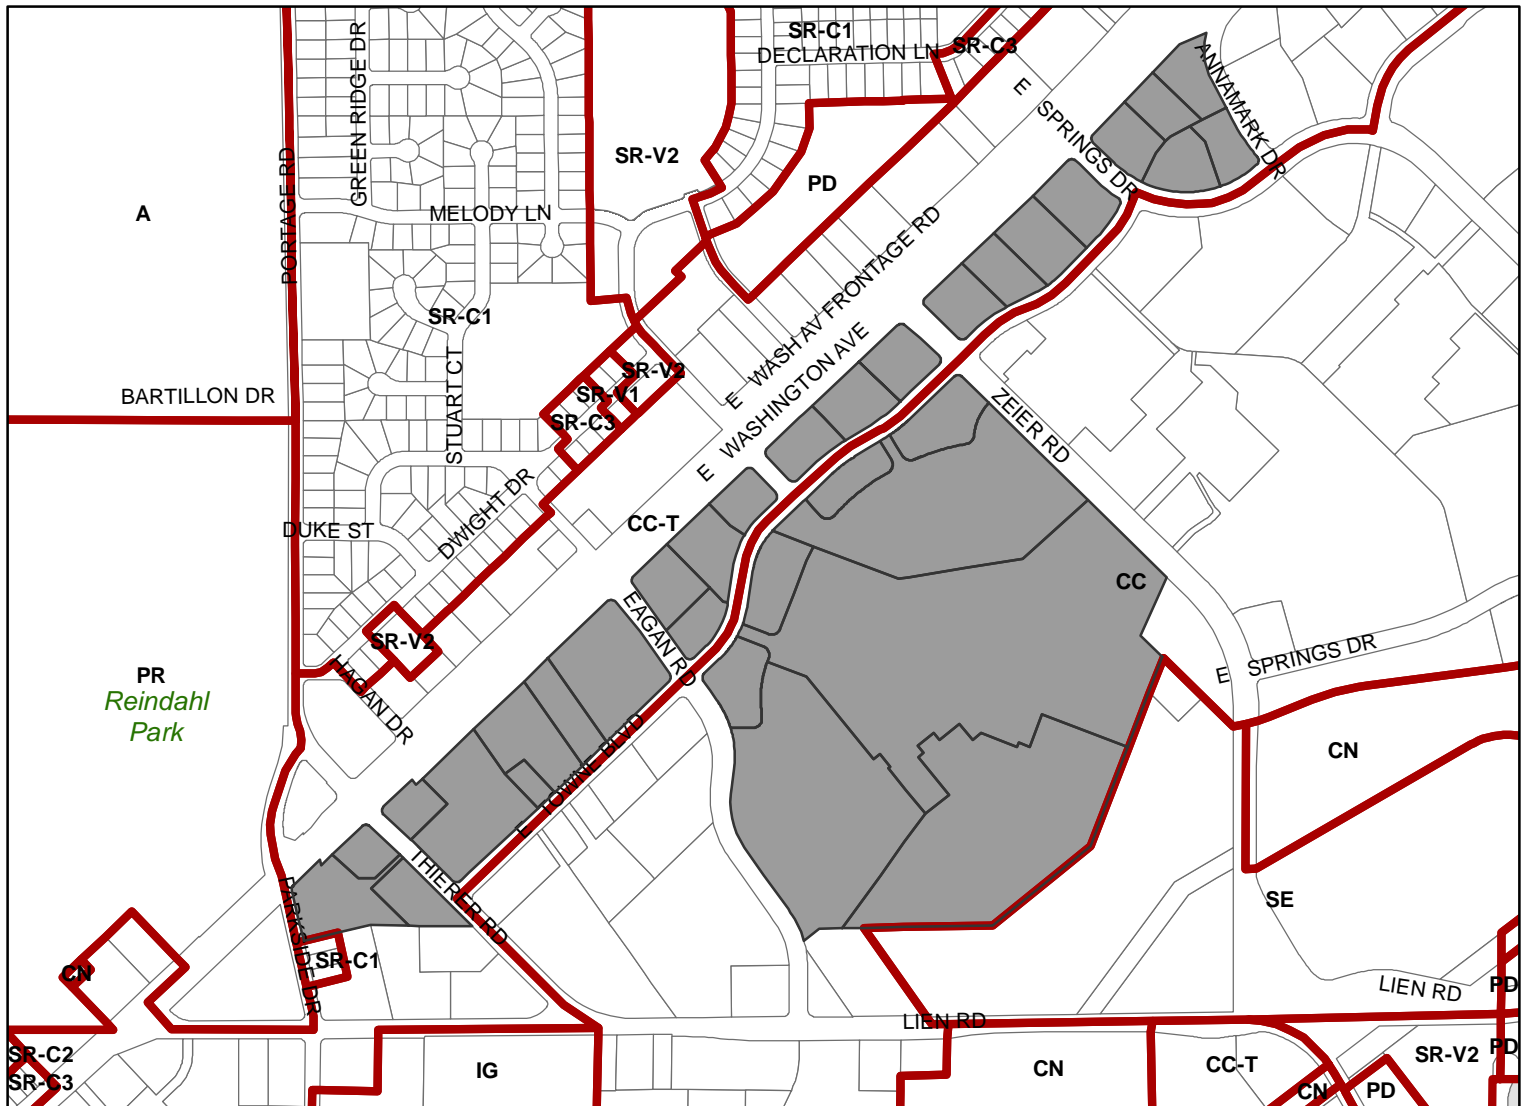 SR-C1
DECLARATION LN
SR-C3
ANNAMARK DR
GREEN RIDGE DR
E SPRINGS DR
SR-V2
PORTAGE RD
PD
A
MELODY LN
E WASH AV FRONTAGE RD
SR-C1
E WASHINGTON AVE
STUART CT
SR-V2
SR-V1
BARTILLON DR
SR-C3
ZEIER RD
DWIGHT DR
CC-T
DUKE ST
CC
EAGAN RD
SR-V2
HAGAN DR
E SPRINGS DR
PR
Reindahl
Park
E TOWNE BLVD
CN
THIERER RD
PARKSIDE DR
SE
SR-C1
CN
LIEN RD
PD
LIEN RD
SR-C2
SR-C3
IG
CN
CC-T
SR-V2
PD
CN
PD